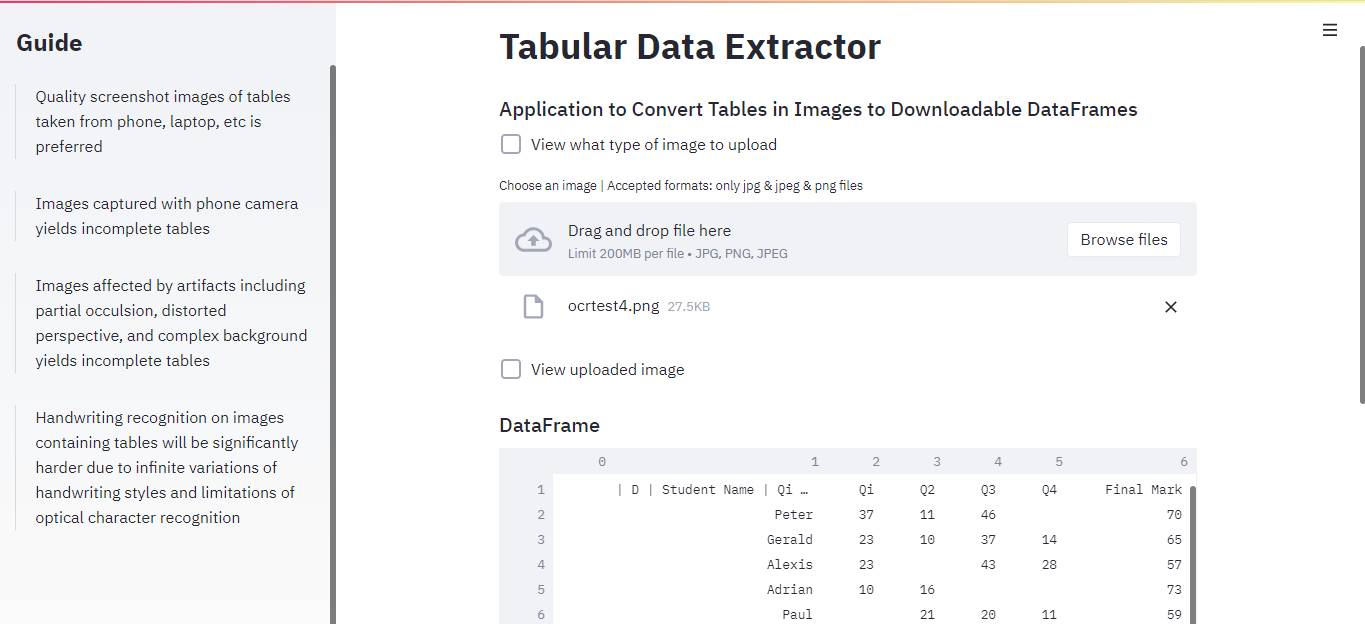 Guide
Quality screenshot images of tables
taken from phone, laptop, etc is
preferred
Images captured with phone camera
yields incomplete tables
Images affected by artifacts including
partial occulsion, distorted
perspective, and complex background
yields incomplete tables
Handwriting recognition on images
containing tables will be significantly
harder due to infinite variations of
handwriting styles and limitations of
optical character recognition
Tabular Data Extractor
Application to Convert Tables in Images to Downloadable DataFrames
View what type of image to upload
Choose an image | Accepted formats: only jpg & jpeg & png files
Drag and drop file here
Limit 200MB per file • JPG, PNG, JPEG
Browse files
ocrtest4.png 27.5KB
View uploaded image
DataFrame
0 1 2 3 4 5 6
1 | D | Student Name | Qi … Qi Q2 Q3 Q4 Final Mark
2 Peter 37 11 46 70
3 Gerald 23 10 37 14 65
4 Alexis 23 43 28 57
5 Adrian 10 16 73
6 Paul 21 20 11 59